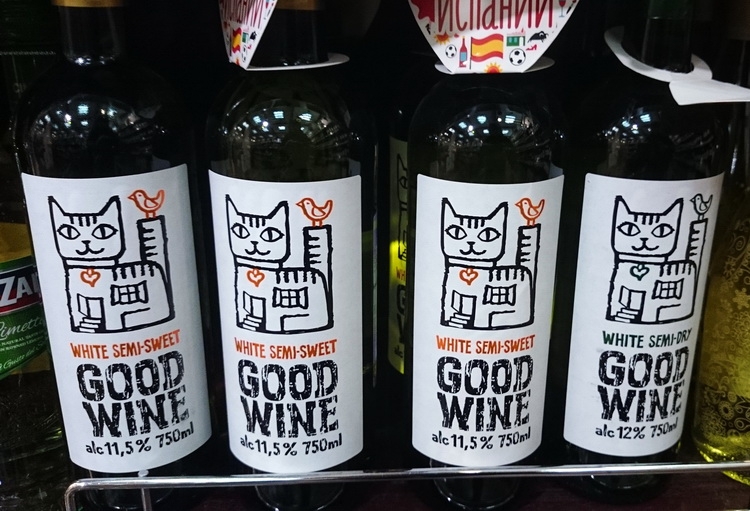 ИСПАНИИ
WHITE SEMI-SWEET
GOOD
WINE
alc 11,5% 750ml
WHITE SEMI-SWEET
GOOD
WINE
alc 11,5% 750ml
WHITE SEMI-SWEET
GOOD
WINE
alc 11,5% 750ml
WHITE SEMI-DRY
GOOD
WINE
alc 12% 750ml